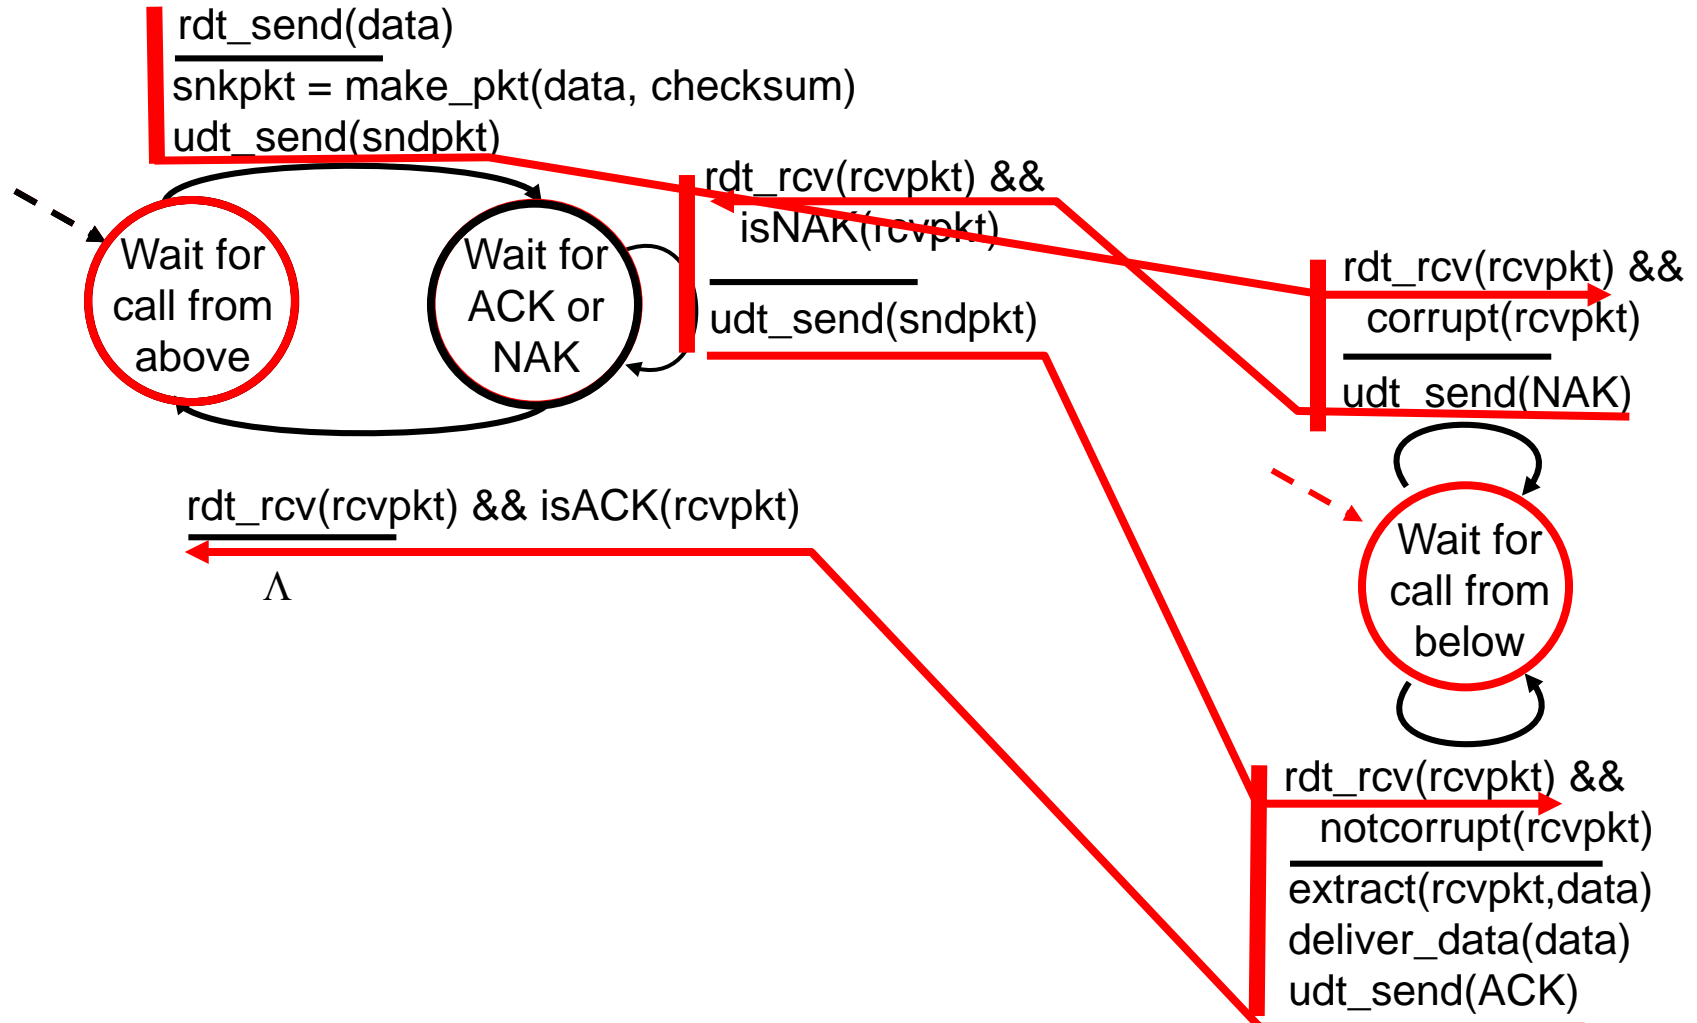 rdt_send(data)
snkpkt = make_pkt(data, checksum)
udt_send(sndpkt)
Wait for
call from
above
Wait for
ACK or
NAK
rdt_rcv(rcvpkt) &&
isNAK(rcvpkt)
udt_send(sndpkt)
rdt_rcv(rcvpkt) &&
corrupt(rcvpkt)
udt_send(NAK)
rdt_rcv(rcvpkt) && isACK(rcvpkt)
Λ
Wait for
call from
below
rdt_rcv(rcvpkt) &&
notcorrupt(rcvpkt)
extract(rcvpkt,data)
deliver_data(data)
udt_send(ACK)